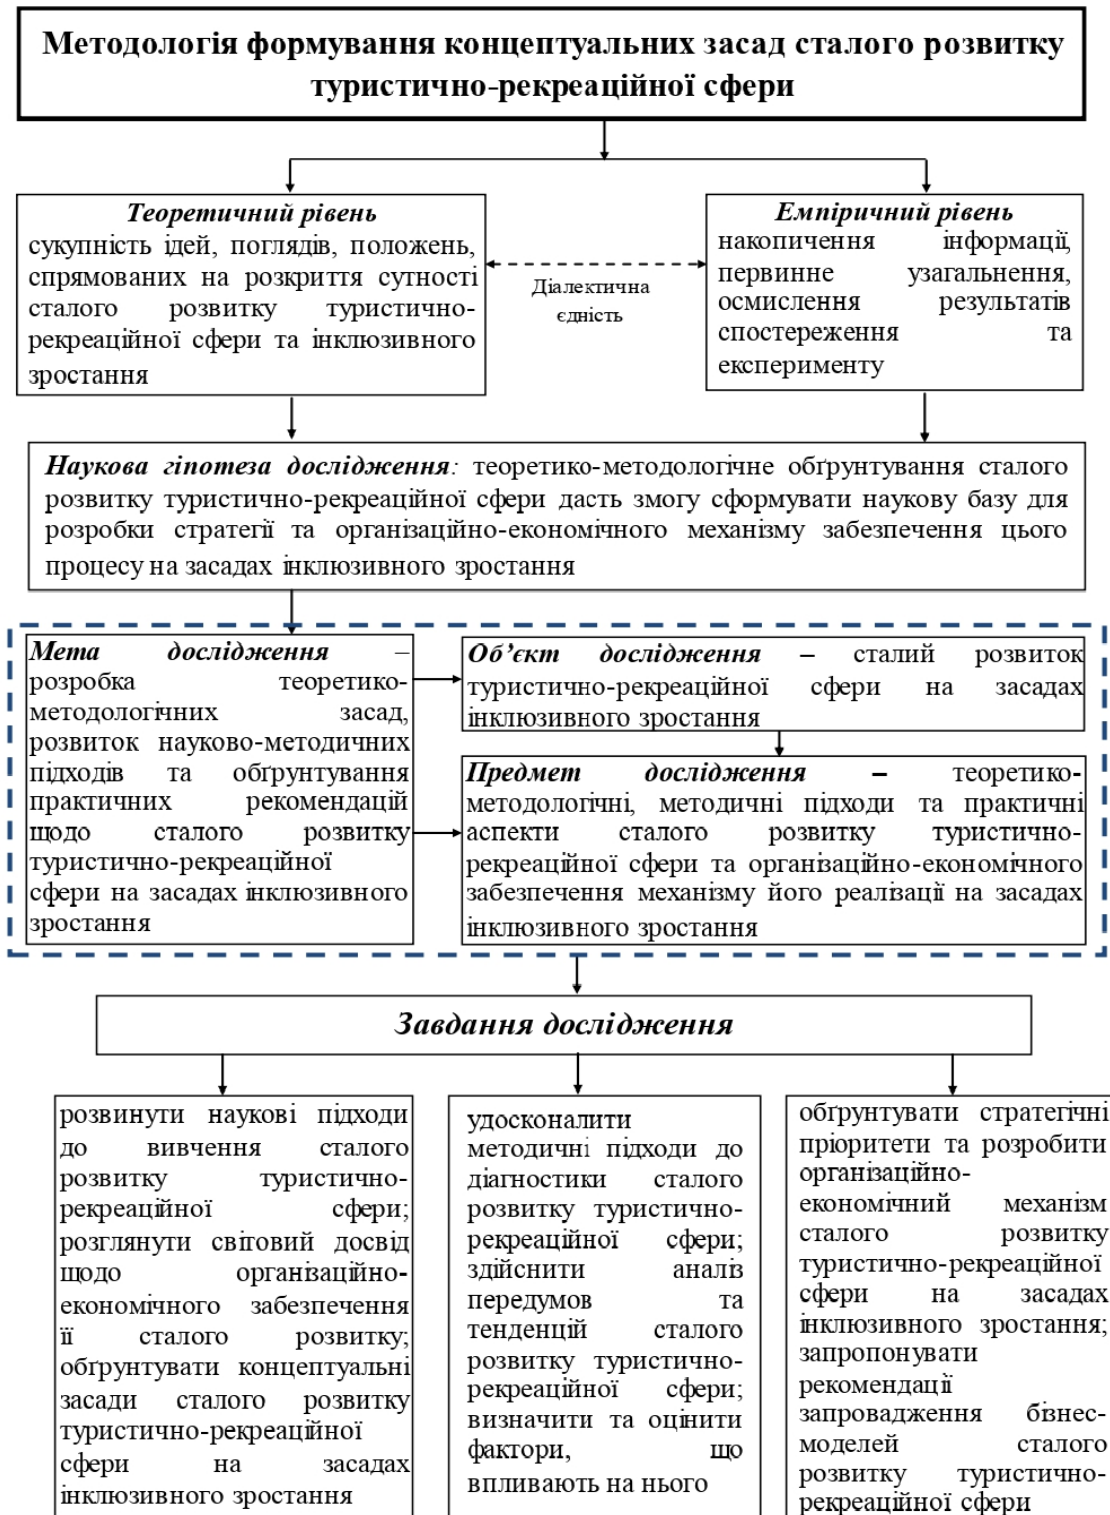 Методологія формування концептуальних засад сталого розвитку
туристично-рекреаційної сфери
Теоретичний рівень
сукупність ідей, поглядів, положень,
спрямованих на розкриття сутності
сталого розвитку туристично-
рекреаційної сфери та інклюзивного
зростання
Діалектична
єдність
Емпіричний рівень
накопичення інформації,
первинне узагальнення,
осмислення результатів
спостереження та
експерименту
Наукова гіпотеза дослідження: теоретико-методологічне обґрунтування сталого
розвитку туристично-рекреаційної сфери дасть змогу сформувати наукову базу для
розробки стратегії та організаційно-економічного механізму забезпечення цього
процесу на засадах інклюзивного зростання
Мета дослідження –
розробка теоретико-
методологічних засад,
розвиток науково-методичних
підходів та обґрунтування
практичних рекомендацій
щодо сталого розвитку
туристично-рекреаційної
сфери на засадах інклюзивного
зростання
Об’єкт дослідження – сталий розвиток
туристично-рекреаційної сфери на засадах
інклюзивного зростання
Предмет дослідження – теоретико-
методологічні, методичні підходи та практичні
аспекти сталого розвитку туристично-
рекреаційної сфери та організаційно-економічного
забезпечення механізму його реалізації на засадах
інклюзивного зростання
Завдання дослідження
розвинути наукові підходи
до вивчення сталого
розвитку туристично-
рекреаційної сфери;
розглянути світовий досвід
щодо організаційно-
економічного забезпечення
її сталого розвитку;
обґрунтувати концептуальні
засади сталого розвитку
туристично-рекреаційної
сфери на засадах
інклюзивного зростання
удосконалити
методичні підходи до
діагностики сталого
розвитку туристично-
рекреаційної сфери;
здійснити аналіз
передумов та
тенденцій сталого
розвитку туристично-
рекреаційної сфери;
визначити та оцінити
фактори, що
впливають на нього
обґрунтувати стратегічні
пріоритети та розробити
організаційно-
економічний механізм
сталого розвитку
туристично-рекреаційної
сфери на засадах
інклюзивного зростання;
запропонувати
рекомендації
запровадження бізнес-
моделей сталого
розвитку туристично-
рекреаційної сфери